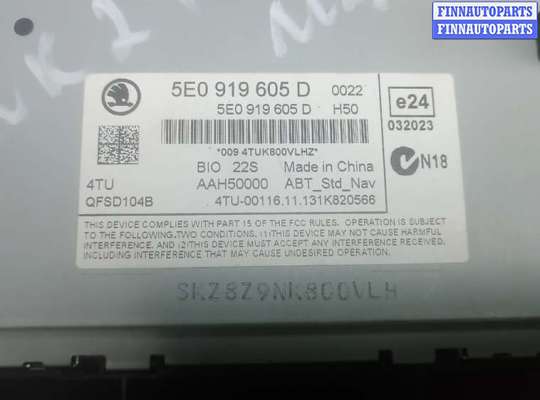 FINNAUTOPARTS
FINNAUTOPARTS
FINNAUTOPARTS
5E0 919 605 D 0022
5E0 919 605 D H50
e24
032023
*009 4TUK800VLHZ*
BIO 22S Made in China
N18
4TU AAH50000 ABT_Std_Nav
QFSD104B 4TU-00116.11.131K820566
THIS DEVICE COMPLIES WITH PART 15 OF THE FCC RULES. OPERATION IS SUBJECT
TO THE FOLLOWING TWO CONDITIONS, (1) THIS DEVICE MAY NOT CAUSE HARMFUL
INTERFERENCE, AND (2) THIS DEVICE MUST ACCEPT ANY INTERFERENCE RECEIVED,
INCLUDING INTERFERENCE THAT MAY CAUSE UNDESIRED OPERATION.
SKZ8Z9NK800VLH